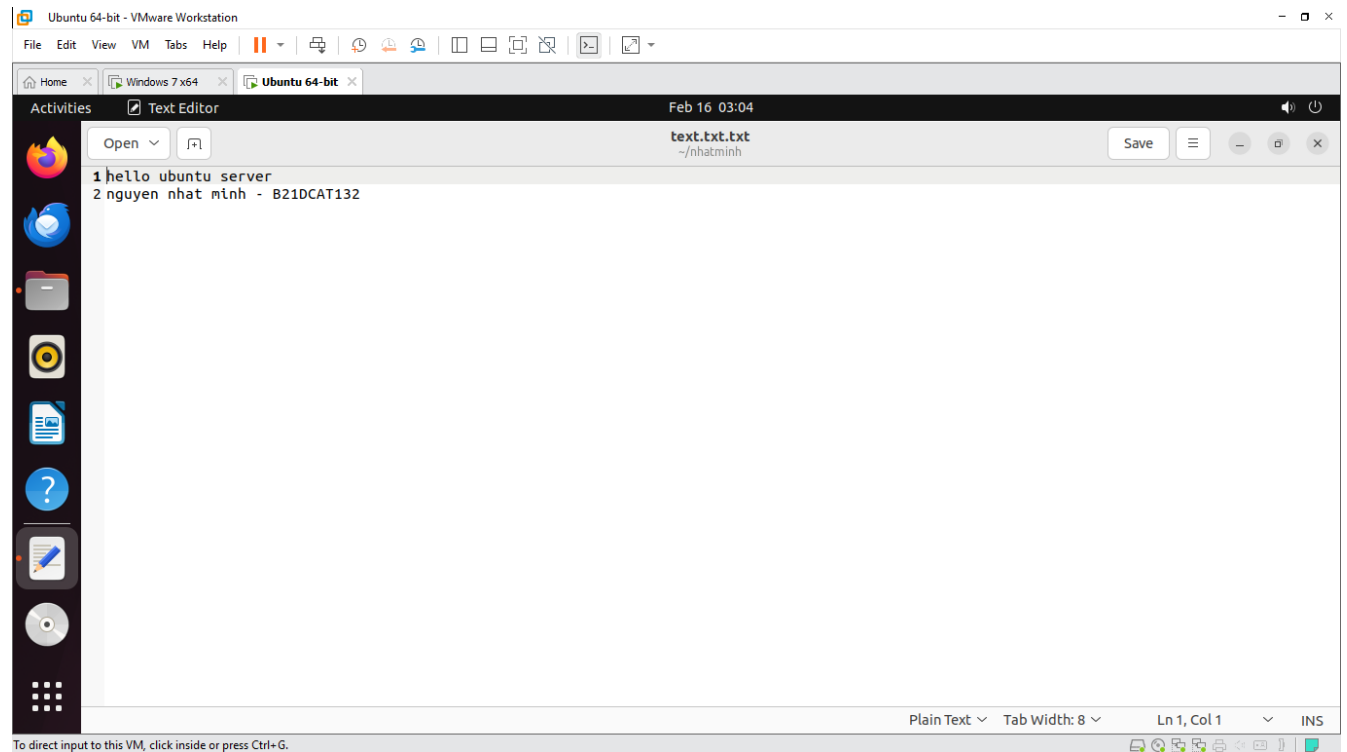 Ubuntu 64-bit - VMware Workstation
File Edit View VM Tabs Help
Home Windows 7 x64 Ubuntu 64-bit
Activities Text Editor Feb 16 03:04
Open text.txt.txt Save
~/nhatminh
1 hello ubuntu server
2 nguyen nhat minh - B21DCAT132
Plain Text Tab Width: 8 Ln 1, Col 1 INS
To direct input to this VM, click inside or press Ctrl+G.